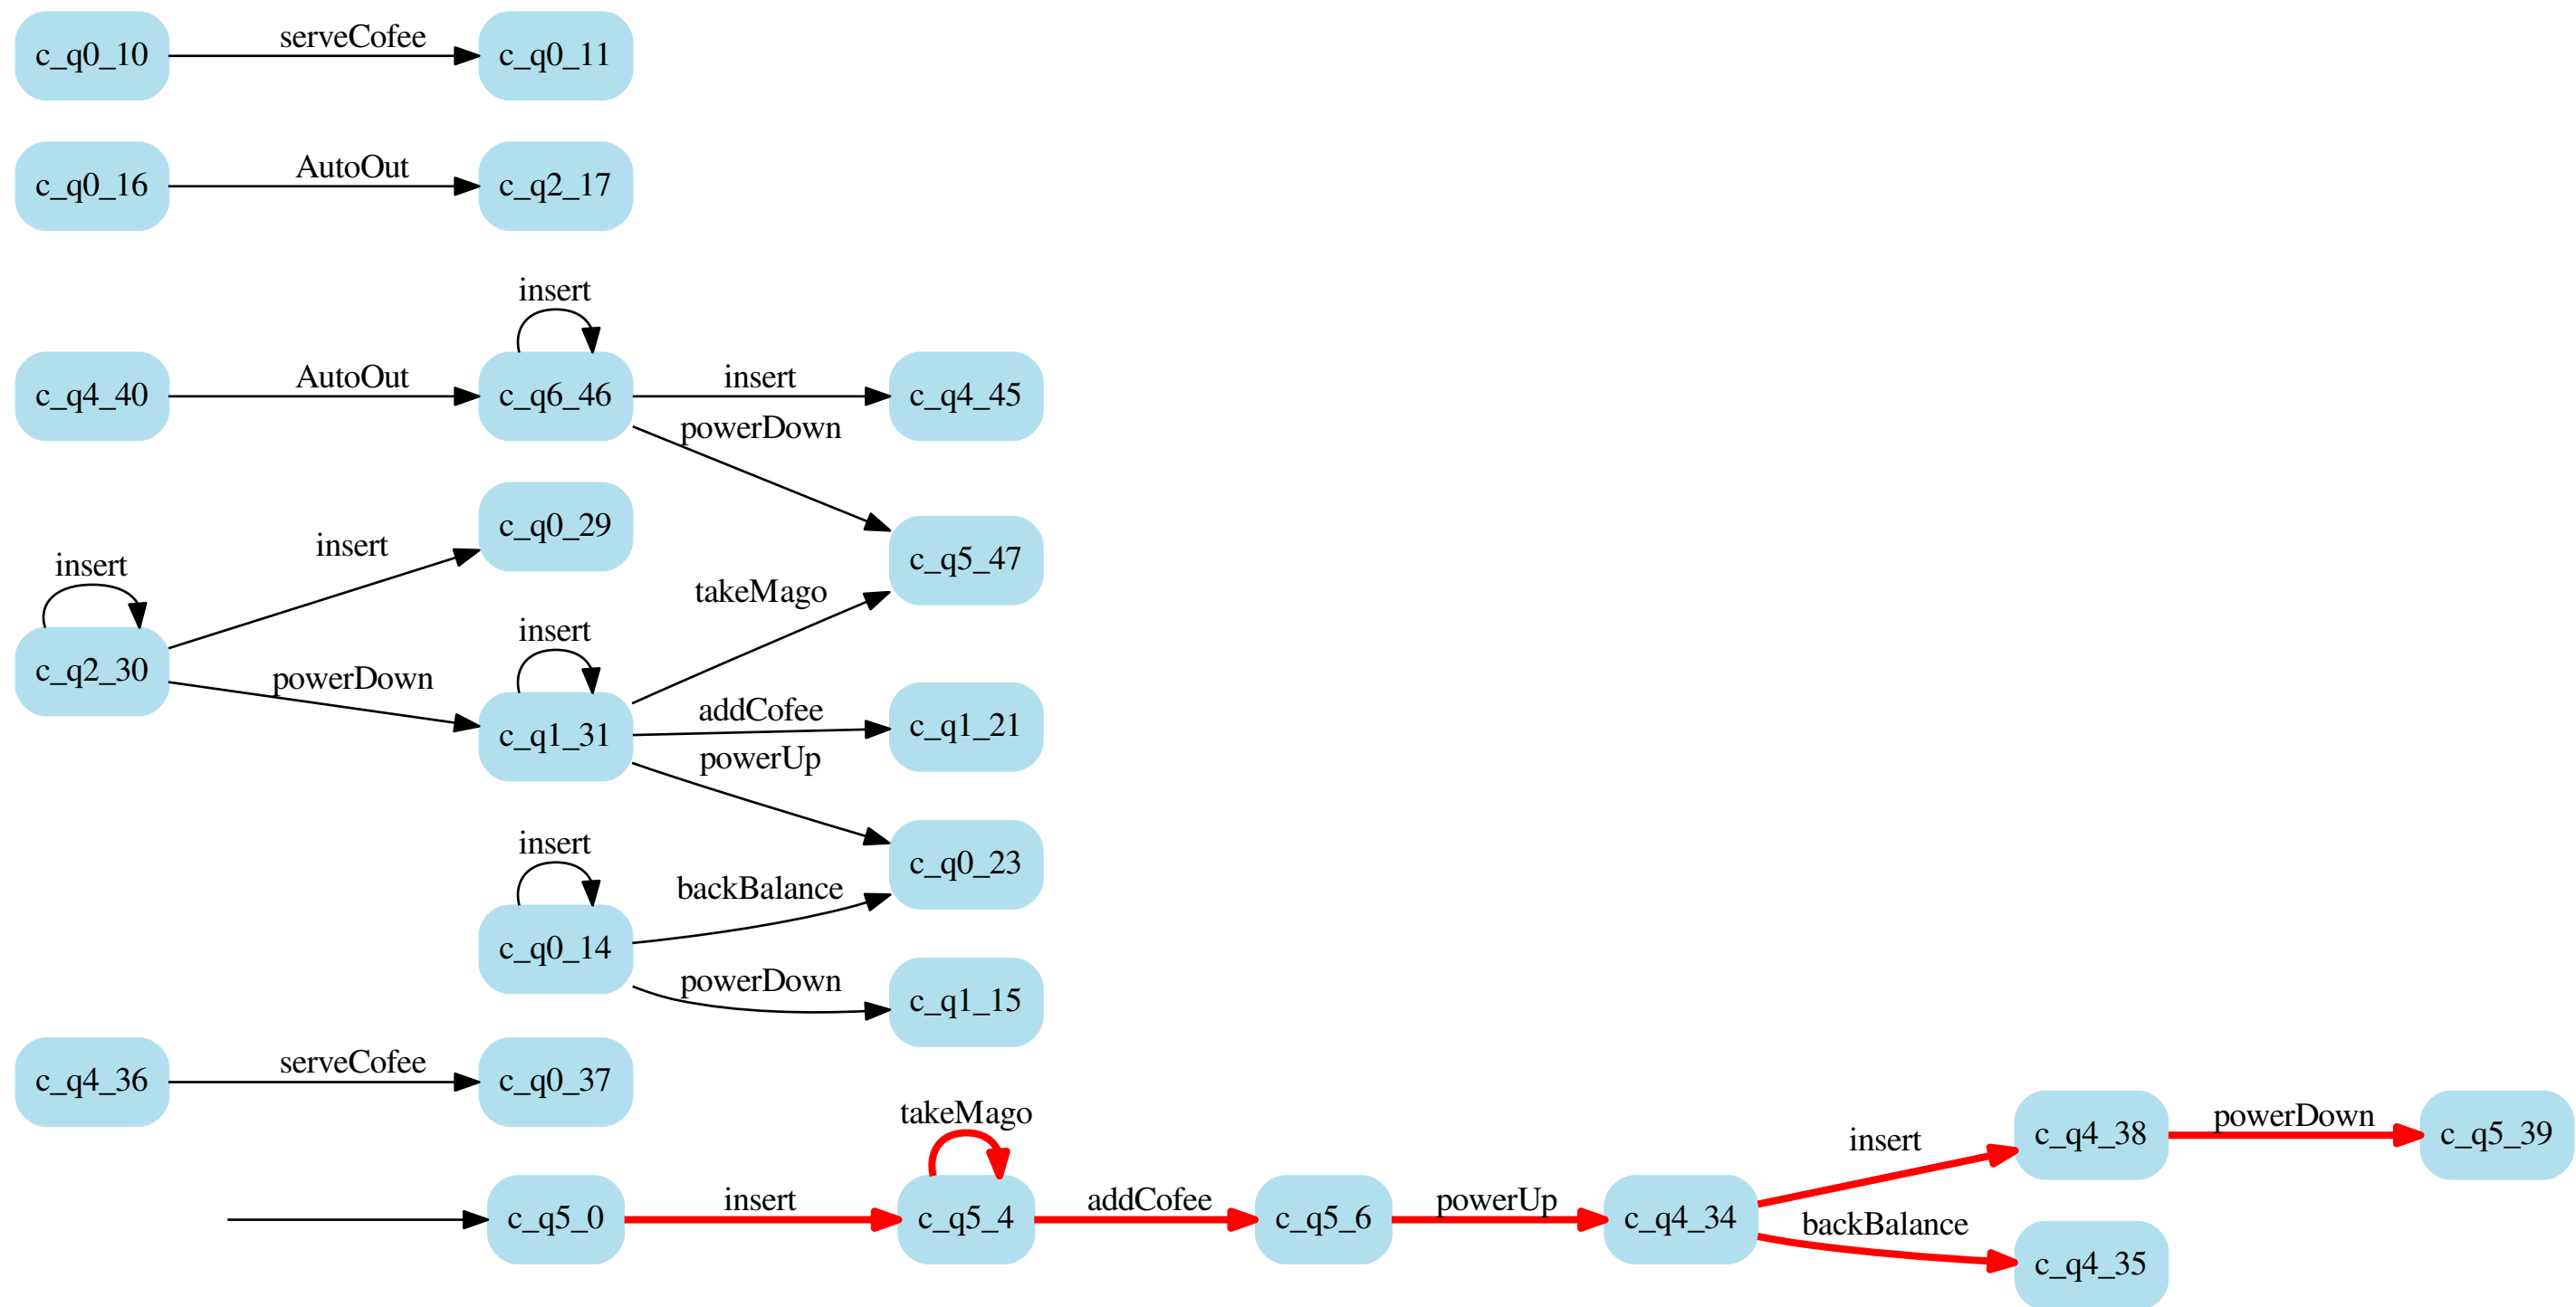 c_q0_10
serveCofee
c_q0_11
c_q0_16
AutoOut
c_q2_17
insert
c_q4_40
AutoOut
c_q6_46
insert
c_q4_45
powerDown
c_q0_29
insert
insert
c_q5_47
takeMago
insert
c_q2_30
powerDown
c_q1_31
addCofee
c_q1_21
powerUp
insert
c_q0_23
backBalance
c_q0_14
powerDown
c_q1_15
c_q4_36
serveCofee
c_q0_37
takeMago
insert
c_q4_38
powerDown
c_q5_39
c_q5_0
insert
c_q5_4
addCofee
c_q5_6
powerUp
c_q4_34
backBalance
c_q4_35